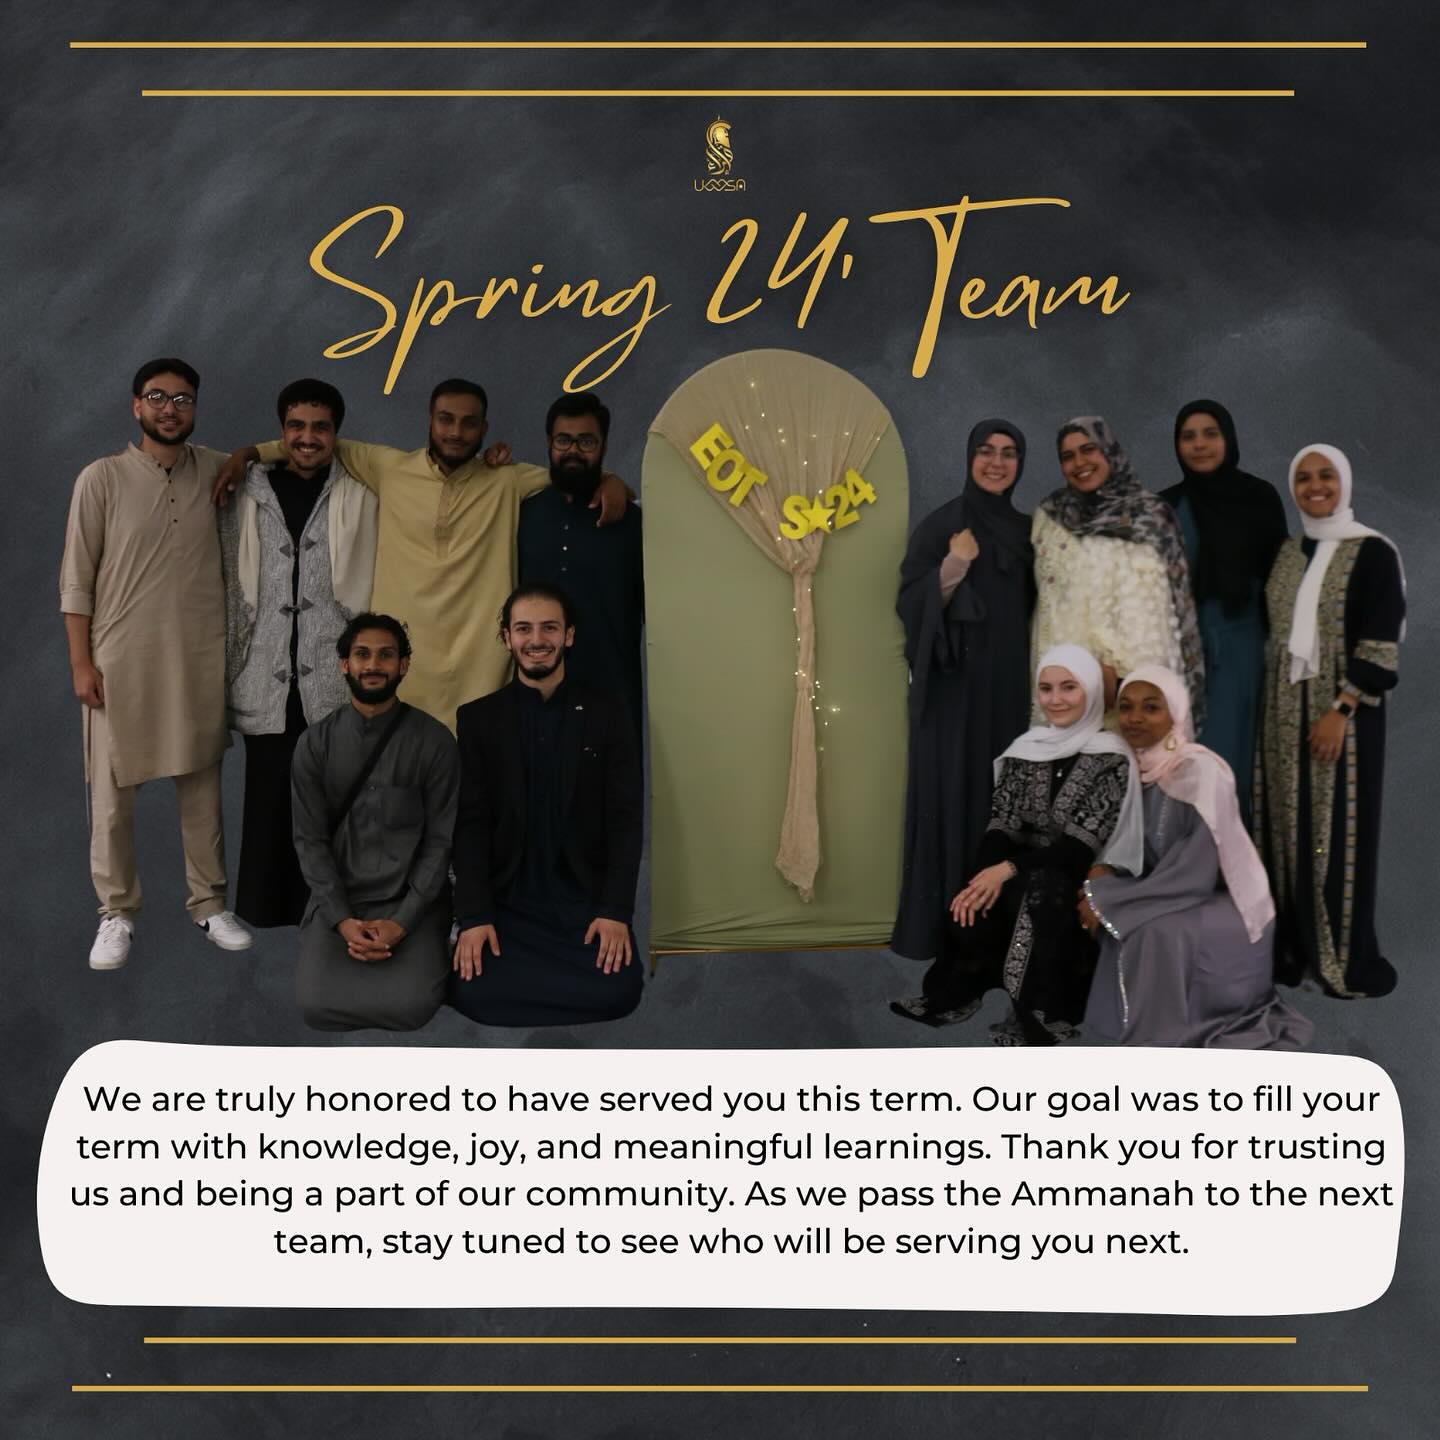 UWMSA
Spring 24' Team
EOT
S★24
We are truly honored to have served you this term. Our goal was to fill your
term with knowledge, joy, and meaningful learnings. Thank you for trusting
us and being a part of our community. As we pass the Ammanah to the next
team, stay tuned to see who will be serving you next.